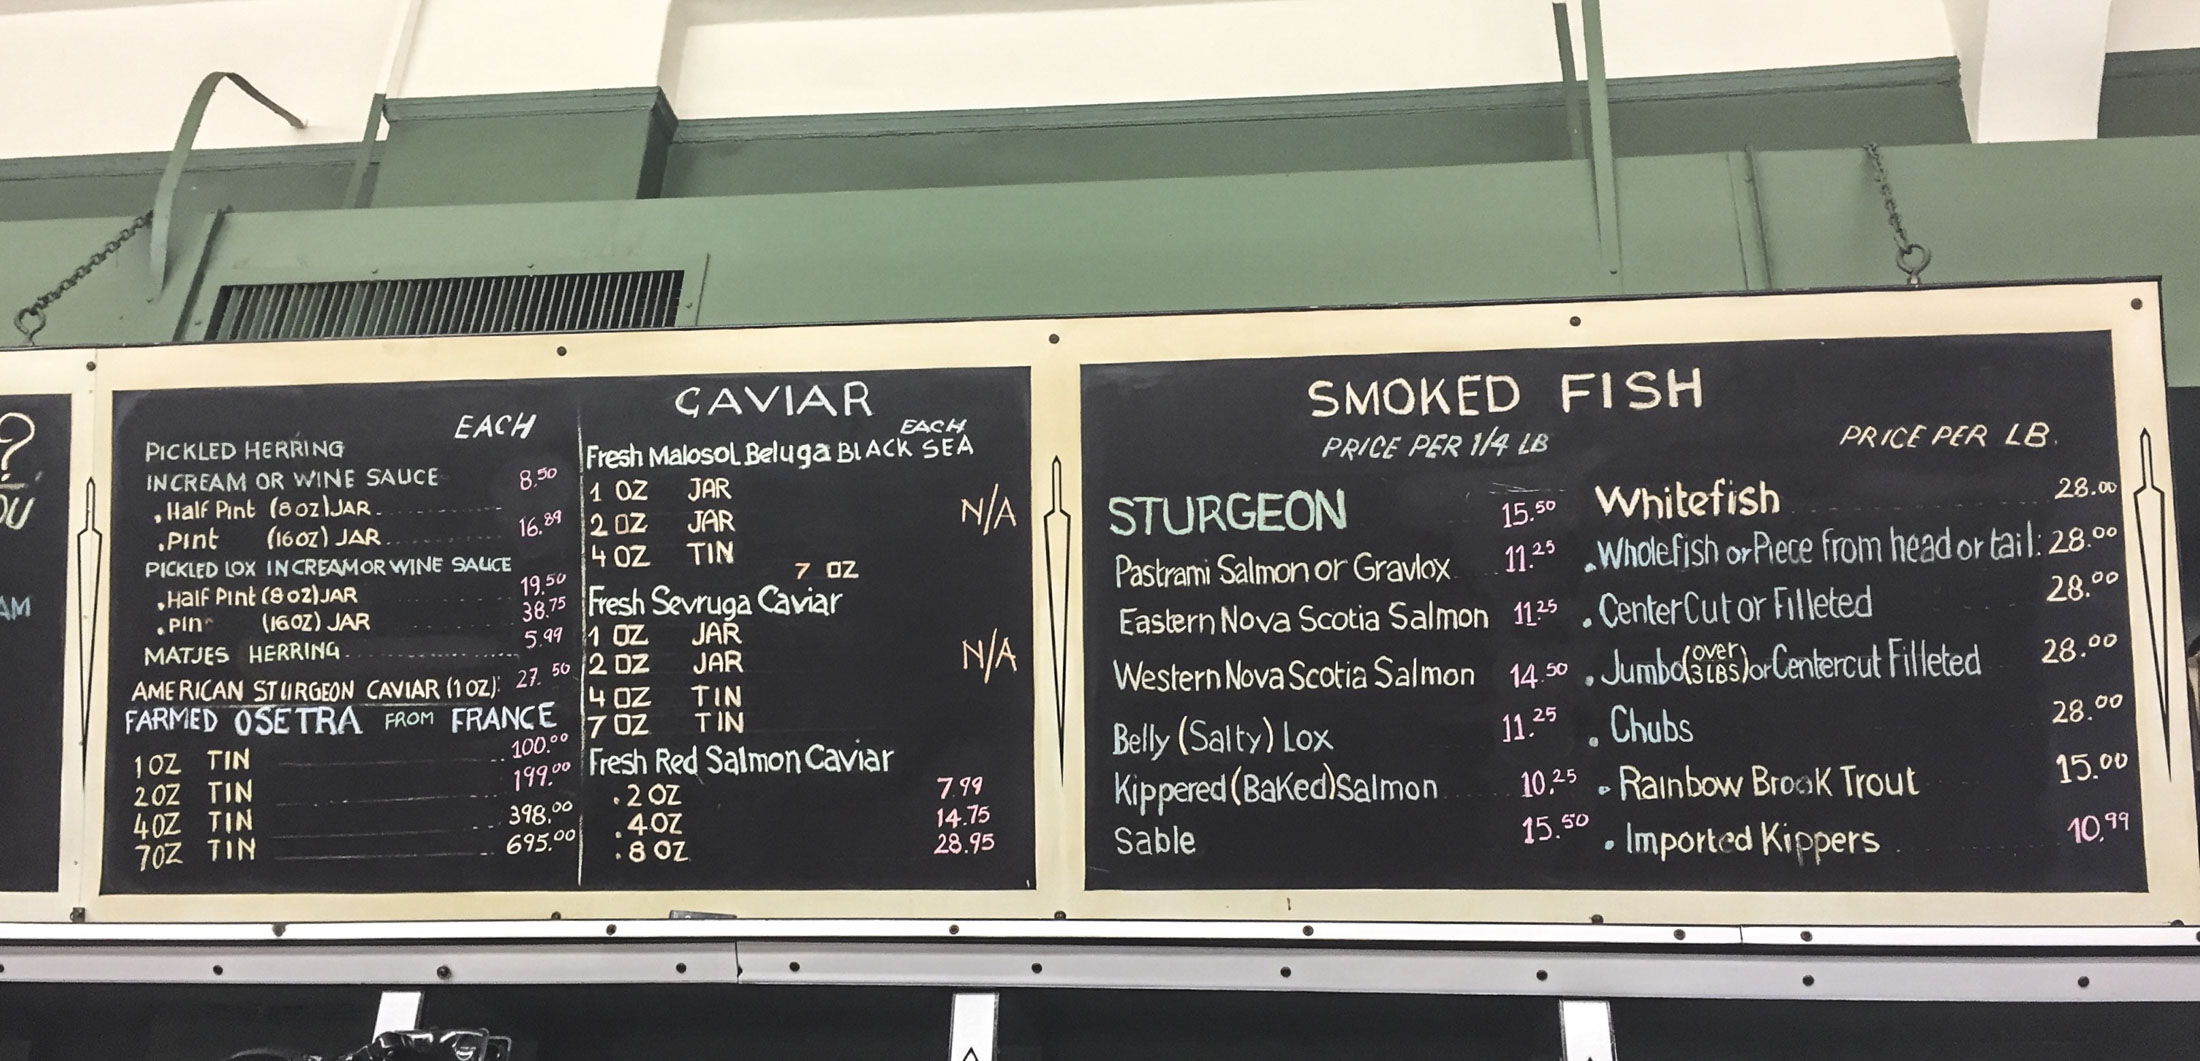 ?
OU
AM
EACH
PICKLED HERRING
IN CREAM OR WINE SAUCE 8.50
. Half Pint (8 OZ) JAR
. Pint (16 OZ) JAR 16.89
PICKLED LOX IN CREAM OR WINE SAUCE
. Half Pint (8 OZ) JAR 19.50
. Pin (16 OZ) JAR 38.75
MATJES HERRING 5.99
AMERICAN STURGEON CAVIAR (1 OZ): 27.50
FARMED OSETRA FROM FRANCE
1 OZ TIN 100.00
2 OZ TIN 199.00
4 OZ TIN 398.00
7 OZ TIN 695.00
CAVIAR
EACH
Fresh Malosol Beluga BLACK SEA
1 OZ JAR
2 OZ JAR N/A
4 OZ TIN
7 OZ
Fresh Sevruga Caviar
1 OZ JAR
2 OZ JAR N/A
4 OZ TIN
7 OZ TIN
Fresh Red Salmon Caviar
. 2 OZ 7.99
. 4 OZ 14.75
. 8 OZ 28.95
SMOKED FISH
PRICE PER 1/4 LB
STURGEON 15.50
Pastrami Salmon or Gravlox 11.25
Eastern Nova Scotia Salmon 11.25
Western Nova Scotia Salmon 14.50
Belly (Salty) Lox 11.25
Kippered (Baked) Salmon 10.25
Sable 15.50
PRICE PER LB.
Whitefish 28.00
. Whole fish or Piece from head or tail: 28.00
. Center Cut or Filleted 28.00
. Jumbo (over 3 LBS) or Centercut Filleted 28.00
. Chubs 28.00
. Rainbow Brook Trout 15.00
. Imported Kippers 10.99